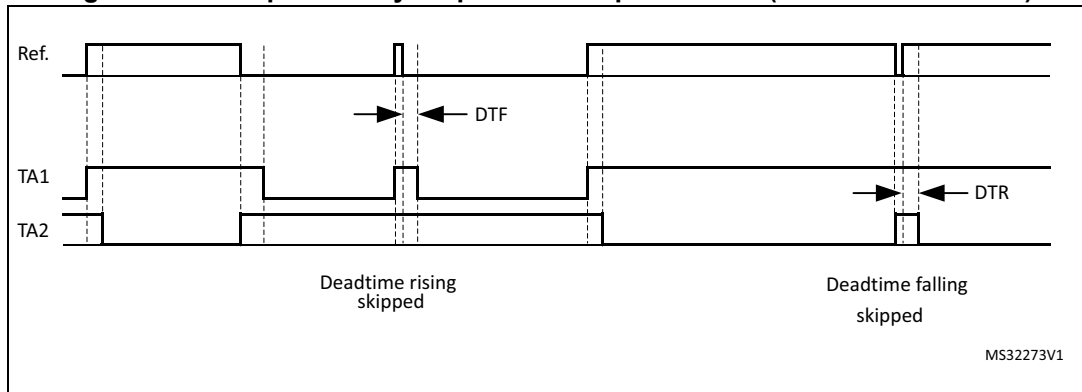 Ref.
DTF
TA1
DTR
TA2
Deadtime rising
skipped
Deadtime falling
skipped
MS32273V1